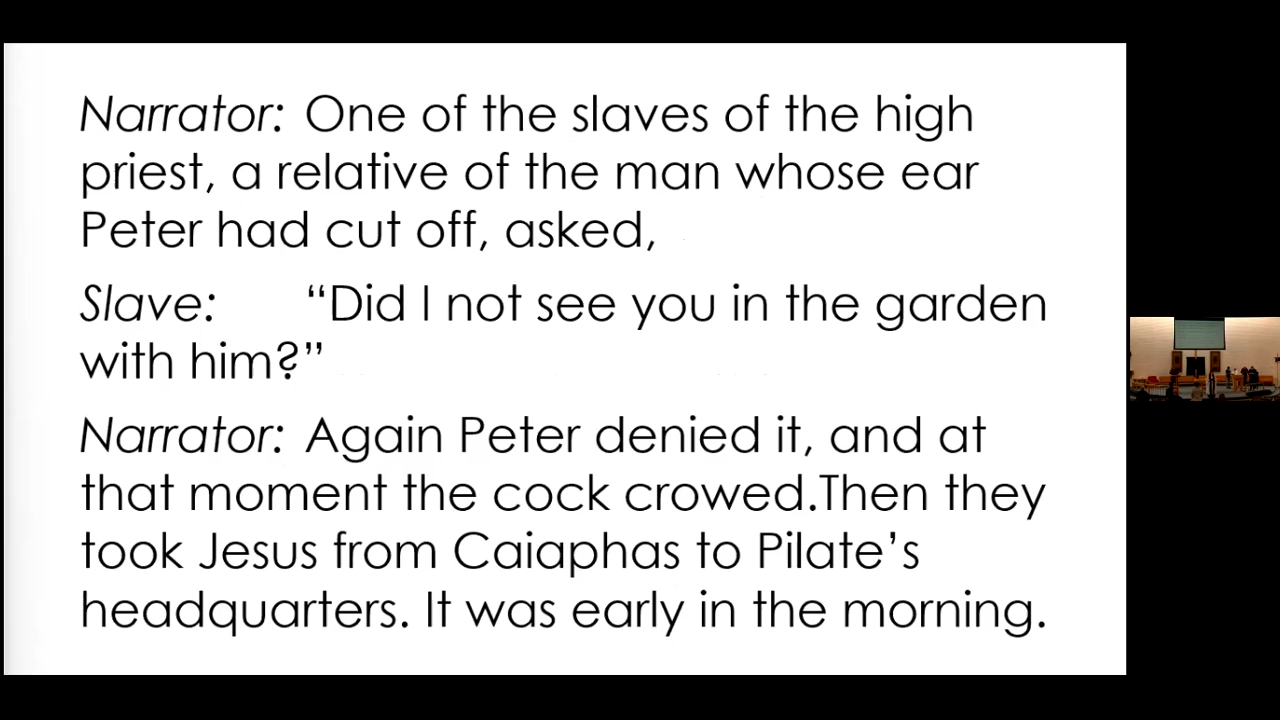 Narrator: One of the slaves of the high
priest, a relative of the man whose ear
Peter had cut off, asked,
Slave: “Did I not see you in the garden
with him?”
Narrator: Again Peter denied it, and at
that moment the cock crowed.Then they
took Jesus from Caiaphas to Pilate’s
headquarters. It was early in the morning.